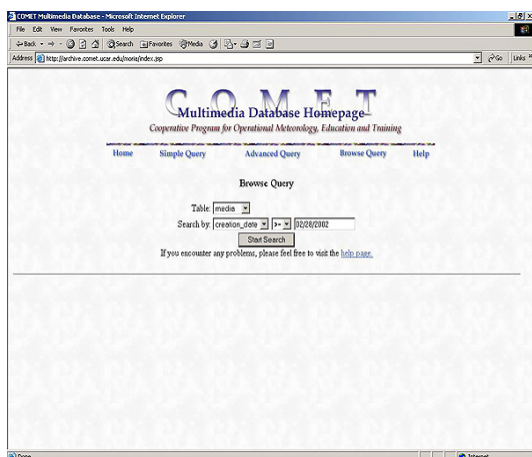 COMET Multimedia Database - Microsoft Internet Explorer
File Edit View Favorites Tools Help
Back Search Favorites Media
Address http://archive.comet.ucar.edu/moria/index.jsp Go Links
COMET
Multimedia Database Homepage
Cooperative Program for Operational Meteorology, Education and Training
Home Simple Query Advanced Query Browse Query Help
Browse Query
Table: media
Search by: creation_date >= 02/28/2002
Start Search
If you encounter any problems, please feel free to visit the help page.
Done Internet